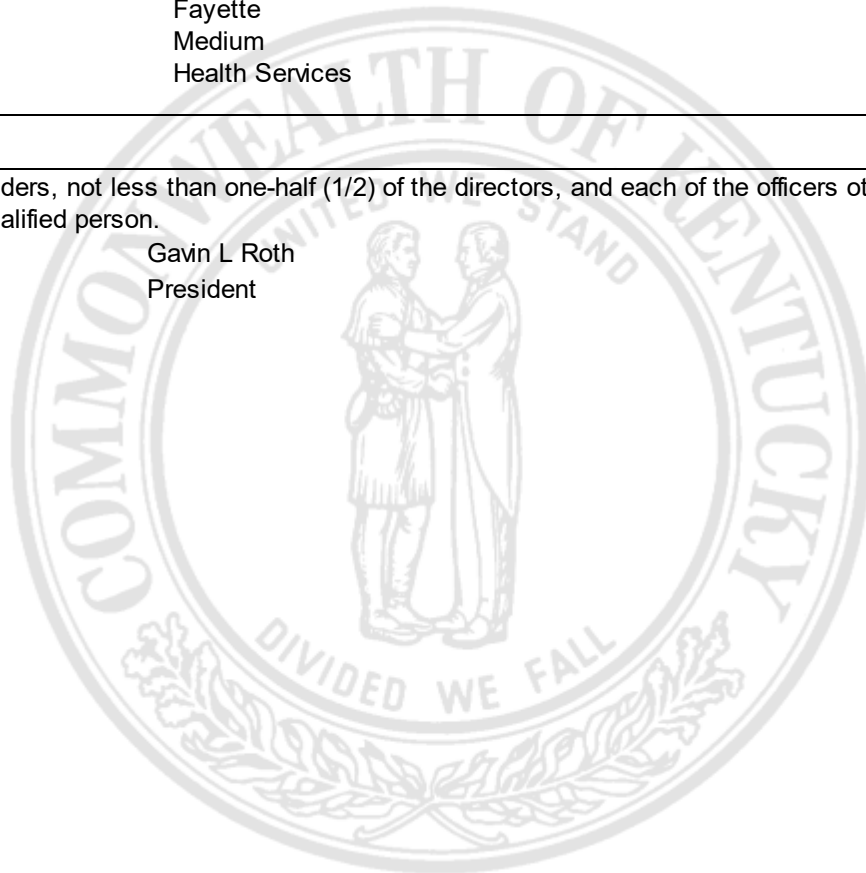 Fayette
Medium
Health Services
ders, not less than one-half (1/2) of the directors, and each of the officers ot
alified person.
Gavin L Roth
President
COMMONWEALTH OF KENTUCKY
UNITED WE STAND
DIVIDED WE FALL